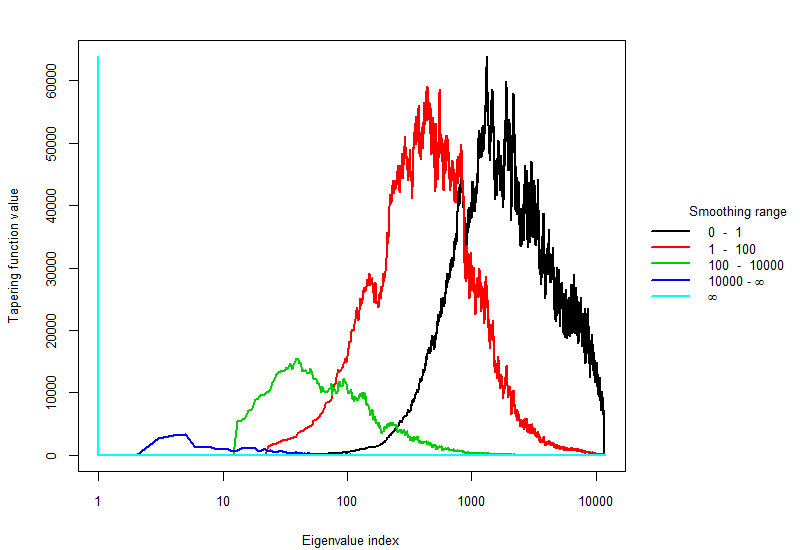 Tapering function value
60000
50000
40000
30000
20000
10000
0
1 10 100 1000 10000
Eigenvalue index
Smoothing range
0 - 1
1 - 100
100 - 10000
10000 - ∞
∞